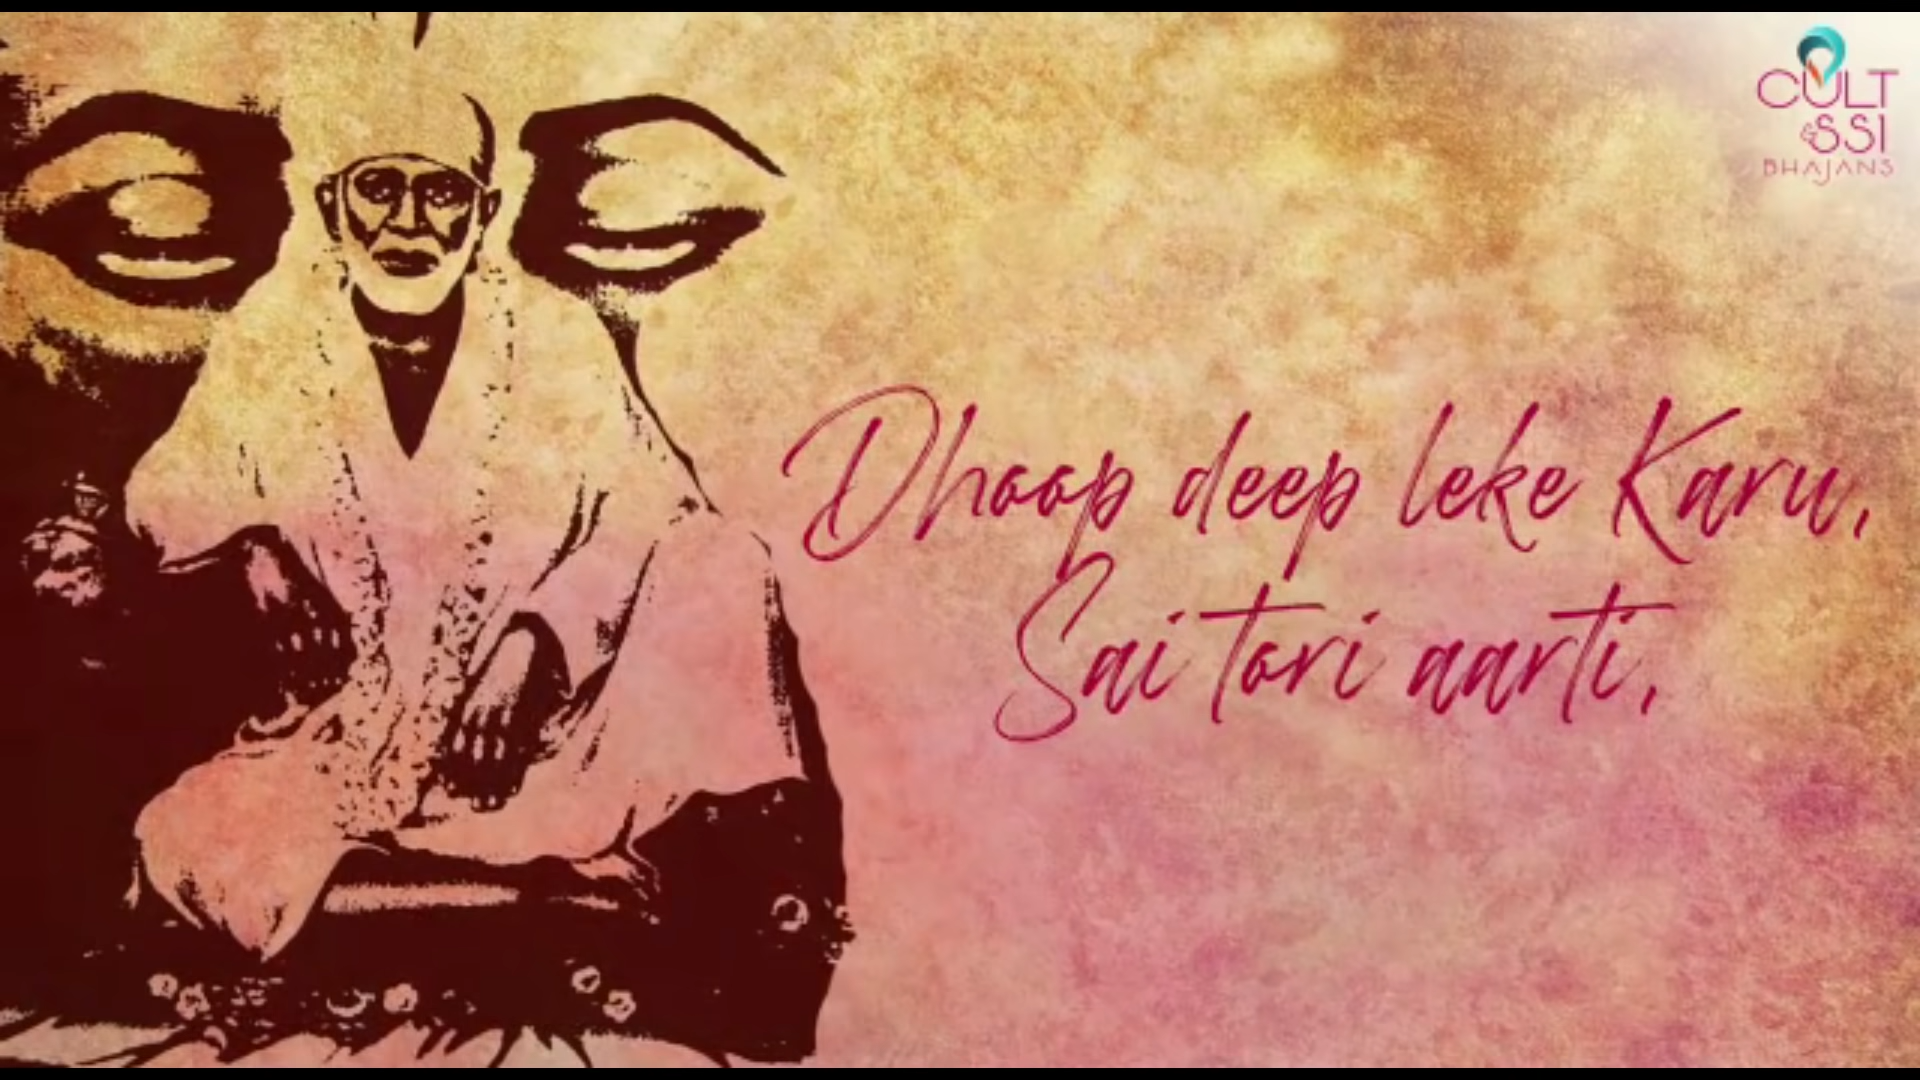 CULT
&SSI
BHAJANS
Dhoop deep leke Karu,
Sai tori aarti,